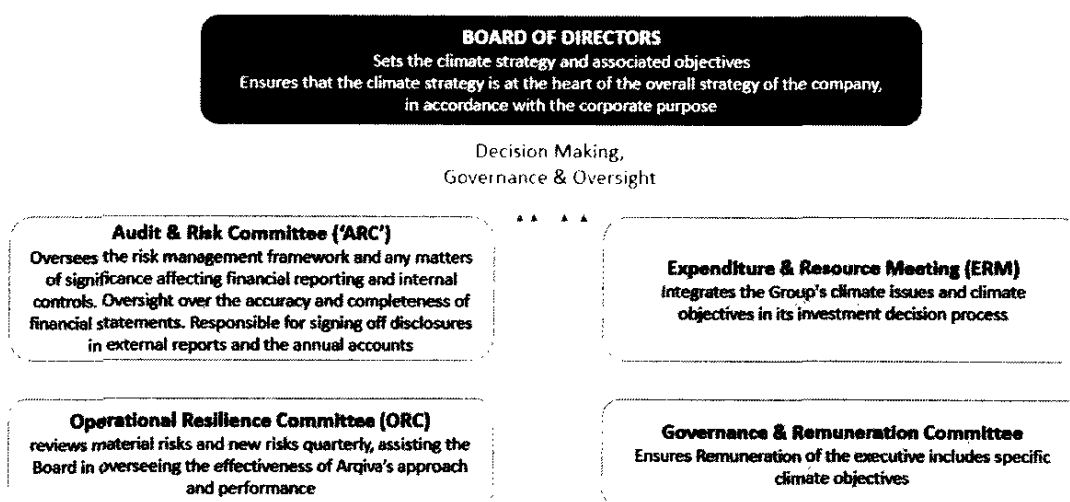 BOARD OF DIRECTORS
Sets the climate strategy and associated objectives
Ensures that the climate strategy is at the heart of the overall strategy of the company,
in accordance with the corporate purpose
Decision Making,
Governance & Oversight
Audit & Risk Committee ('ARC')
Oversees the risk management framework and any matters
of significance affecting financial reporting and internal
controls. Oversight over the accuracy and completeness of
financial statements. Responsible for signing off disclosures
in external reports and the annual accounts
Expenditure & Resource Meeting (ERM)
Integrates the Group's climate issues and climate
objectives in its investment decision process
Operational Resilience Committee (ORC)
reviews material risks and new risks quarterly, assisting the
Board in overseeing the effectiveness of Arqiva's approach
and performance
Governance & Remuneration Committee
Ensures Remuneration of the executive includes specific
climate objectives